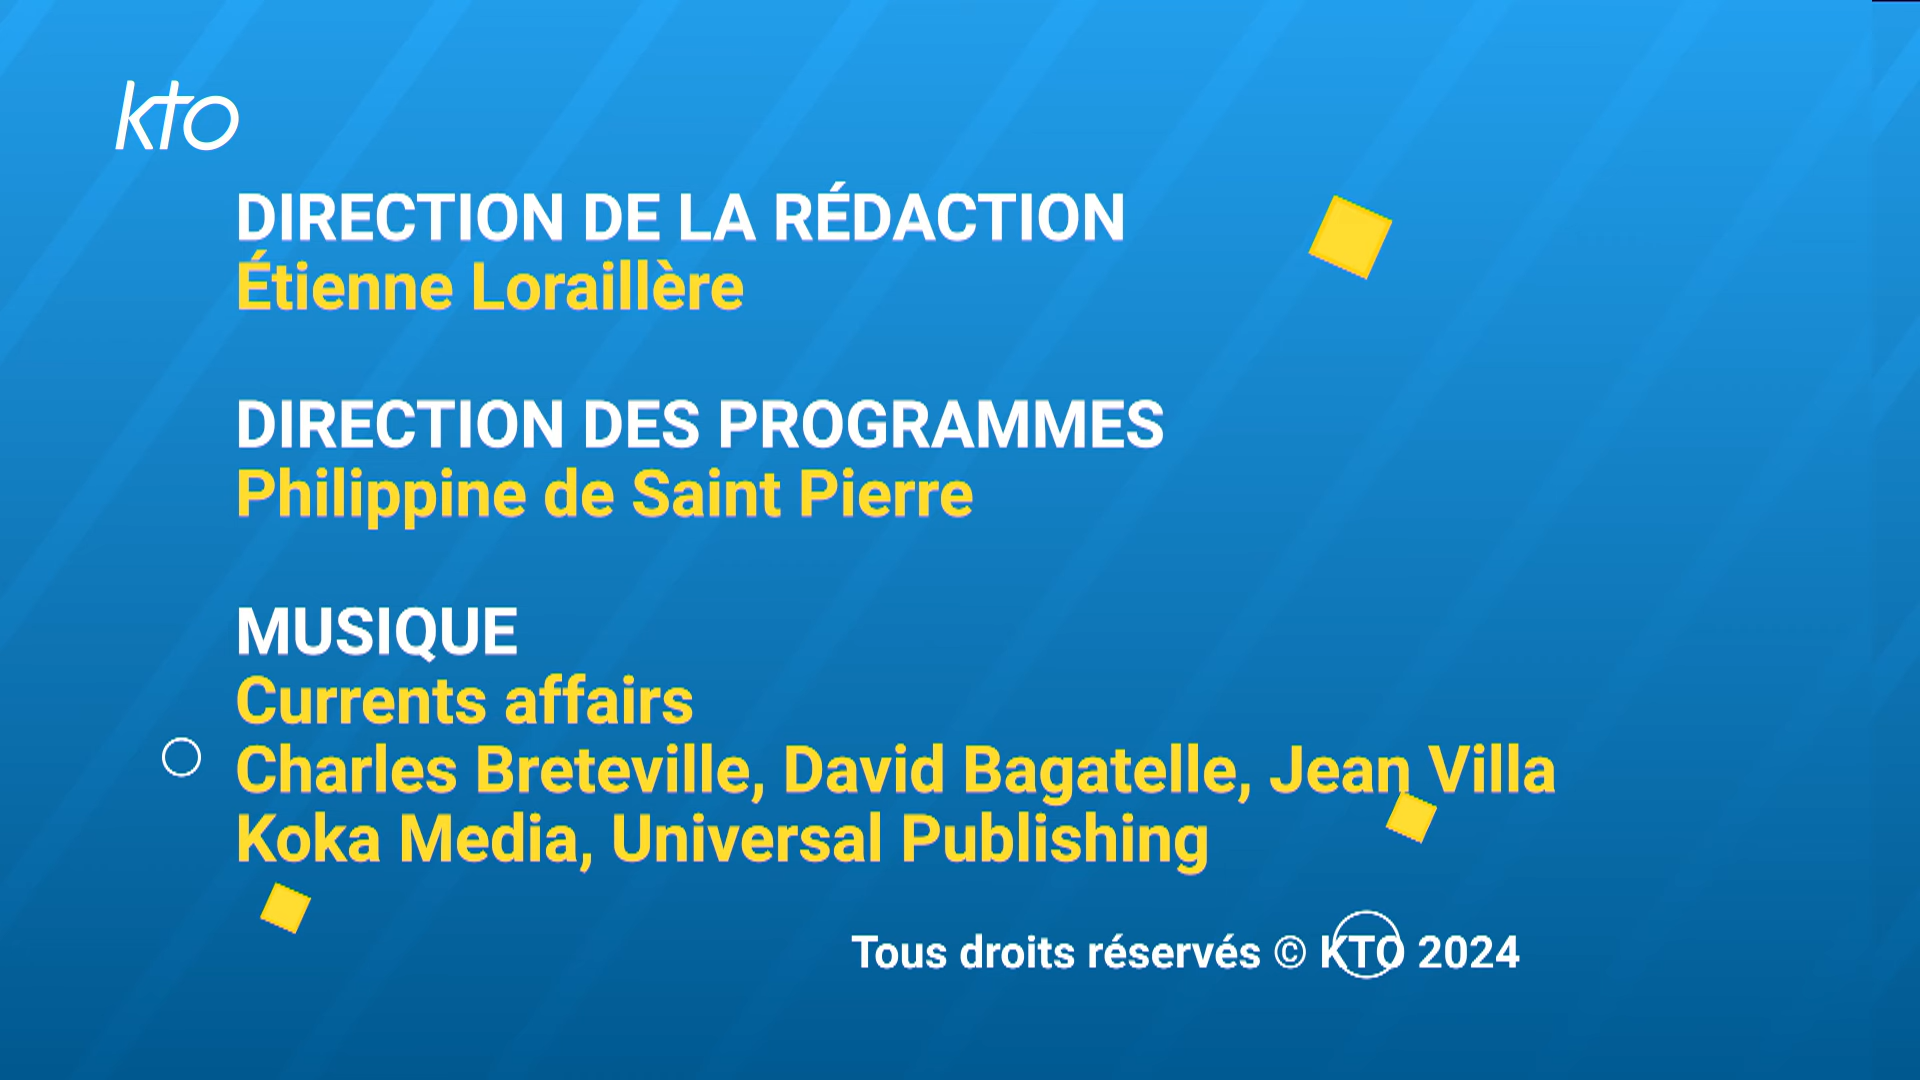 kto
DIRECTION DE LA RÉDACTION
Étienne Loraillère
DIRECTION DES PROGRAMMES
Philippine de Saint Pierre
MUSIQUE
Currents affairs
Charles Breteville, David Bagatelle, Jean Villa
Koka Media, Universal Publishing
Tous droits réservés © KTO 2024